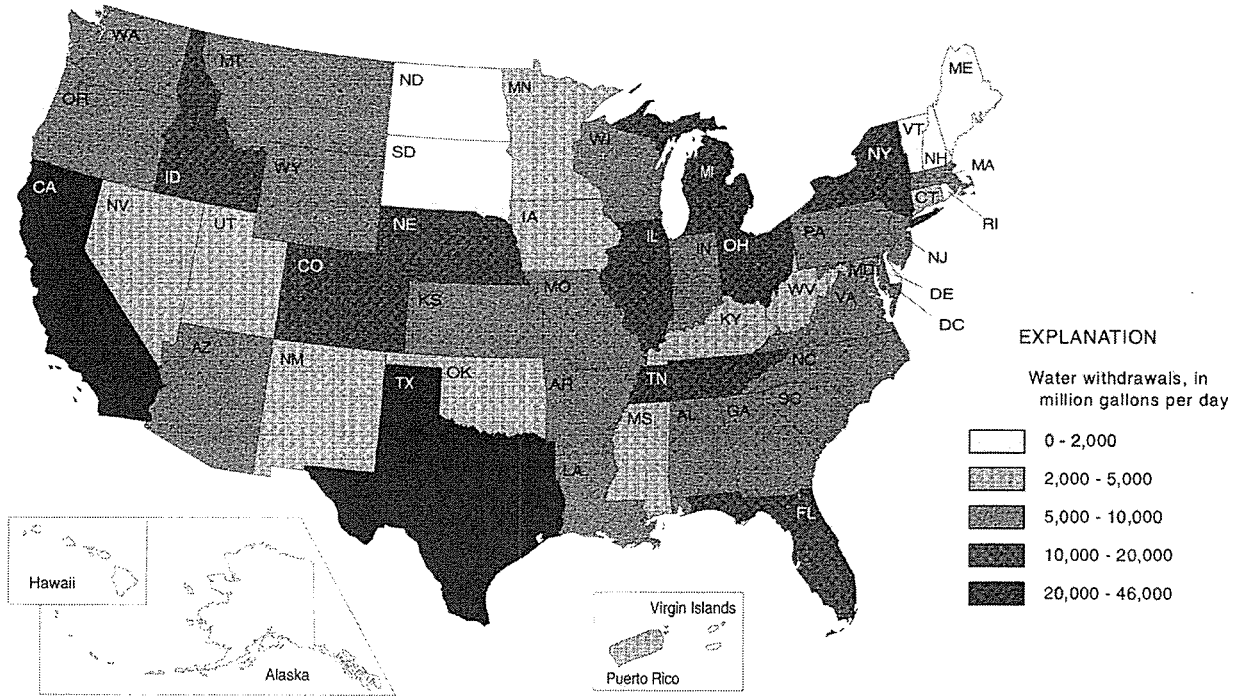 WA
MT
ND
MN
ME
OR
WI
VT
ID
WY
SD
NY
NH
MA
MI
CA
NV
UT
NE
IA
CT
RI
CO
IL
IN
OH
PA
NJ
KS
MO
WV
MD
VA
DE
KY
DC
AZ
NM
OK
TX
AR
TN
NC
SC
MS
AL
GA
LA
FL
EXPLANATION
Water withdrawals, in
million gallons per day
0 - 2,000
2,000 - 5,000
5,000 - 10,000
10,000 - 20,000
20,000 - 46,000
Hawaii
Alaska
Virgin Islands
Puerto Rico